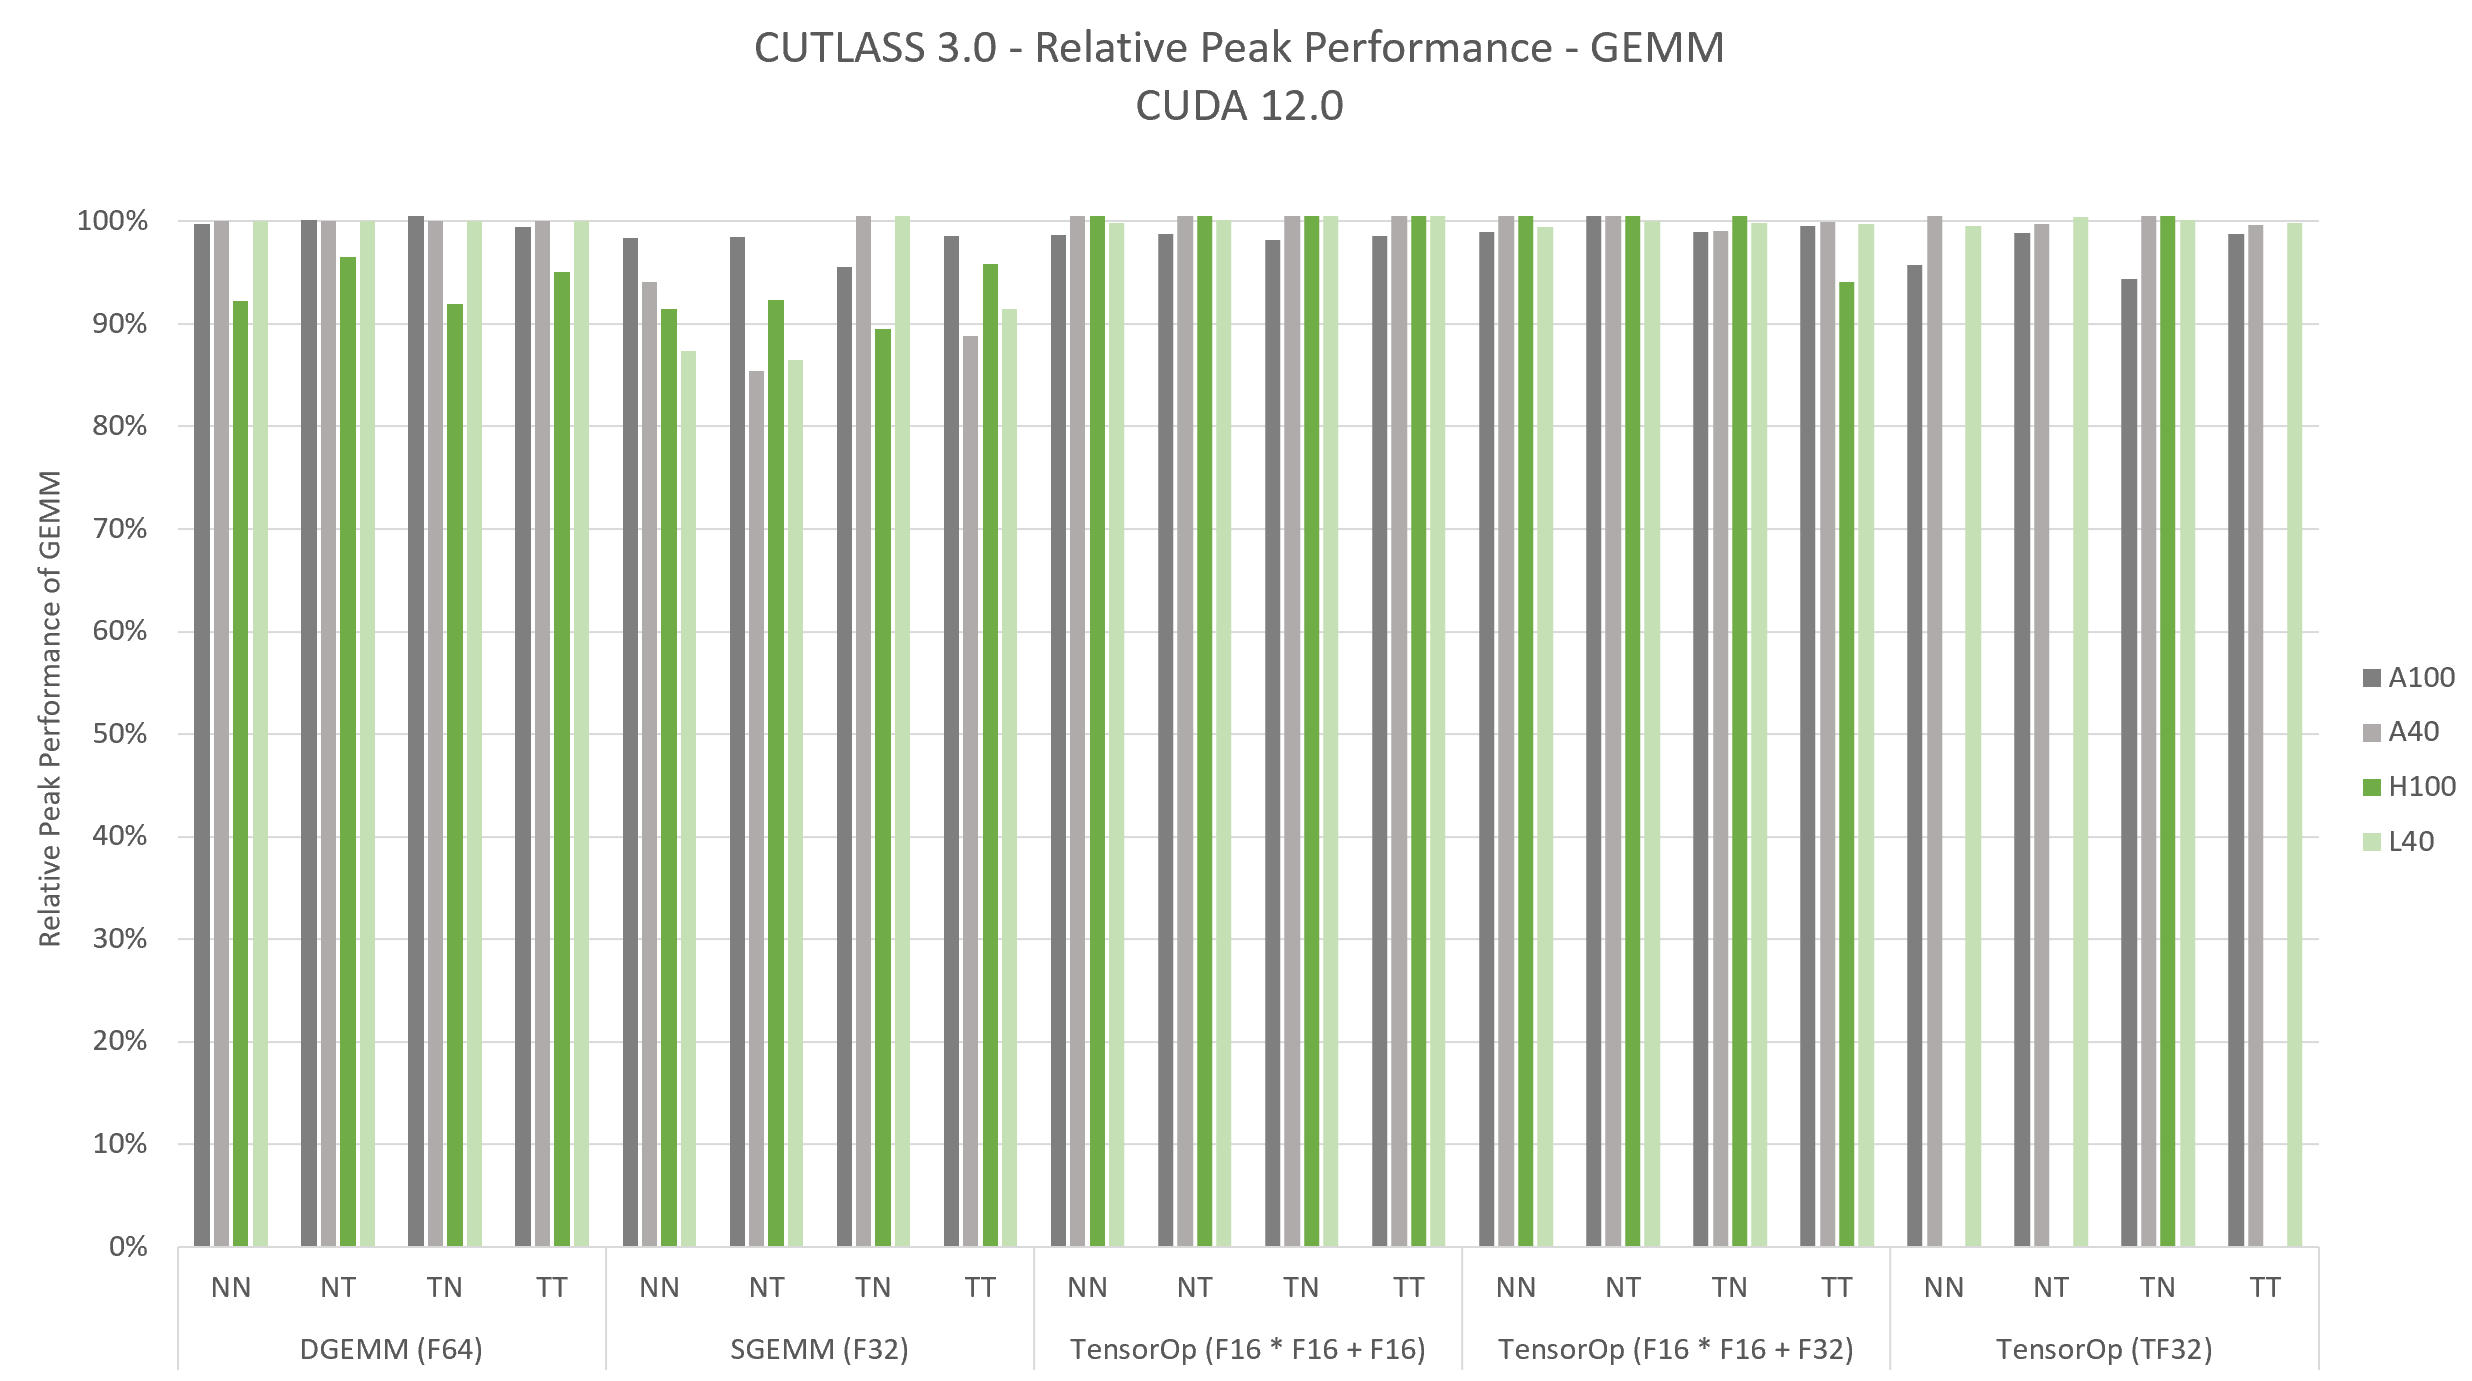 CUTLASS 3.0 - Relative Peak Performance - GEMM
CUDA 12.0
Relative Peak Performance of GEMM
100%
90%
80%
70%
60%
50%
40%
30%
20%
10%
0%
A100
A40
H100
L40
NN NT TN TT NN NT TN TT NN NT TN TT NN NT TN TT NN NT TN TT
DGEMM (F64) SGEMM (F32) TensorOp (F16 * F16 + F16) TensorOp (F16 * F16 + F32) TensorOp (TF32)